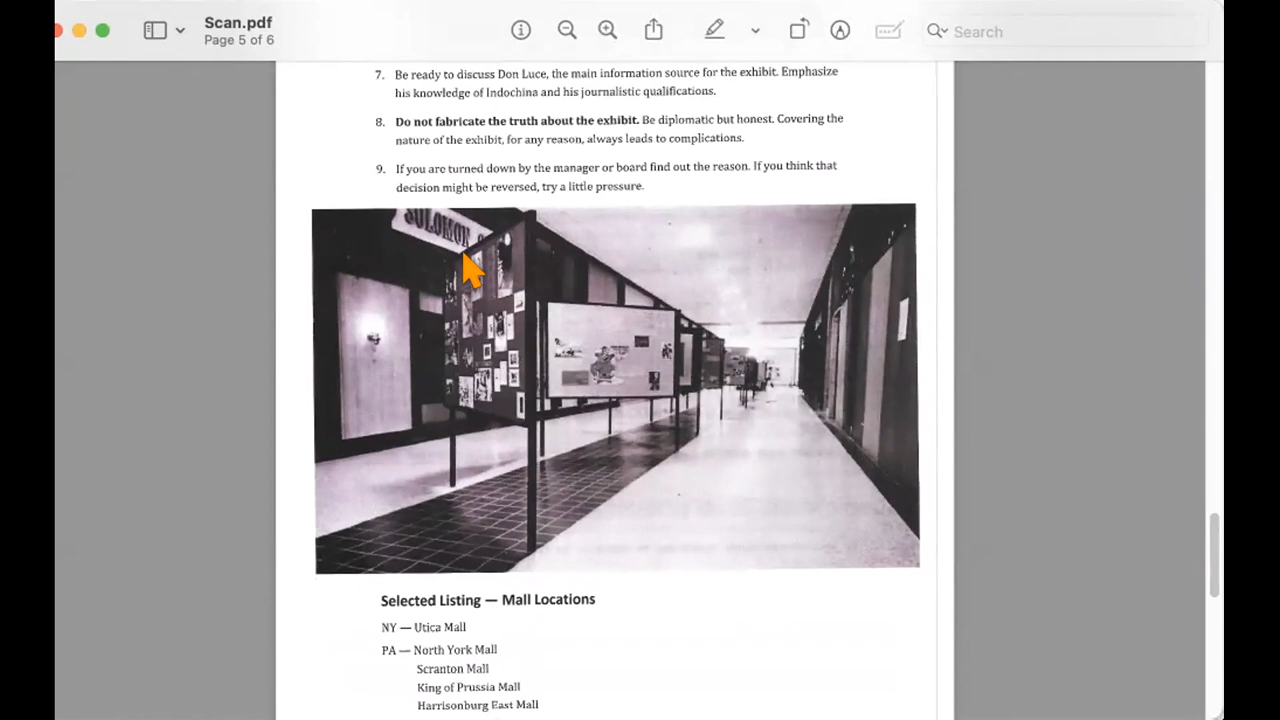 Scan.pdf
Page 5 of 6
Search
7. Be ready to discuss Don Luce, the main information source for the exhibit. Emphasize
his knowledge of Indochina and his journalistic qualifications.
8. Do not fabricate the truth about the exhibit. Be diplomatic but honest. Covering the
nature of the exhibit, for any reason, always leads to complications.
9. If you are turned down by the manager or board find out the reason. If you think that
decision might be reversed, try a little pressure.
SOLOMON
Selected Listing — Mall Locations
NY — Utica Mall
PA — North York Mall
Scranton Mall
King of Prussia Mall
Harrisonburg East Mall